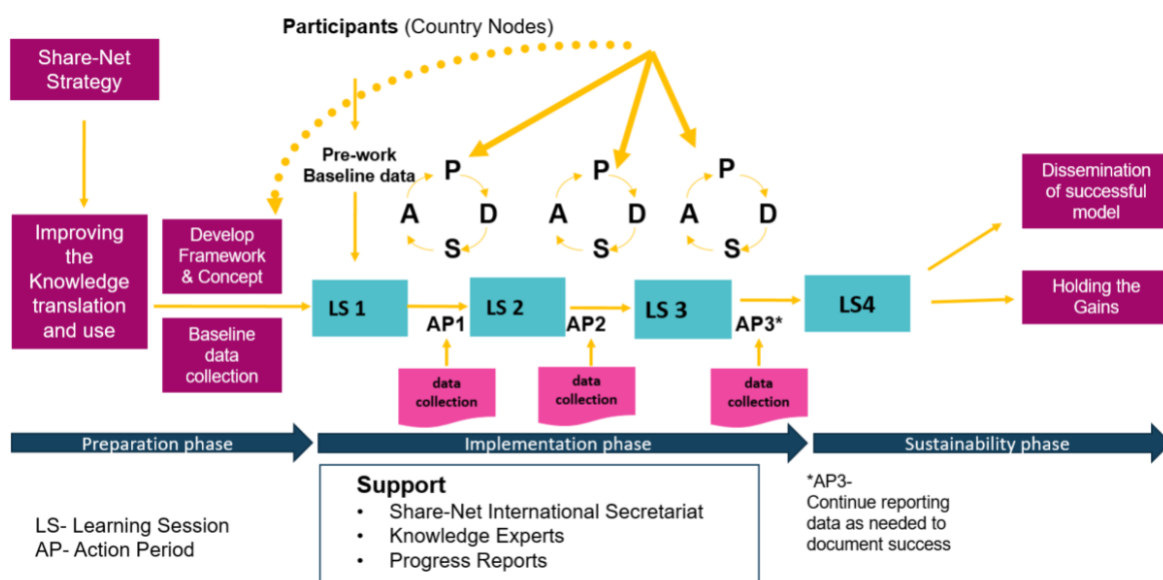 Participants (Country Nodes)
Share-Net
Strategy
Pre-work
Baseline data
P
A
D
S
P
A
D
S
P
A
D
S
Improving
the
Knowledge
translation
and use
Develop
Framework
& Concept
Baseline
data
collection
LS 1
AP1
LS 2
AP2
LS 3
AP3*
LS4
data
collection
data
collection
data
collection
Dissemination
of successful
model
Holding the
Gains
Preparation phase
Implementation phase
Sustainability phase
LS- Learning Session
AP- Action Period
Support
• Share-Net International Secretariat
• Knowledge Experts
• Progress Reports
*AP3-
Continue reporting
data as needed to
document success